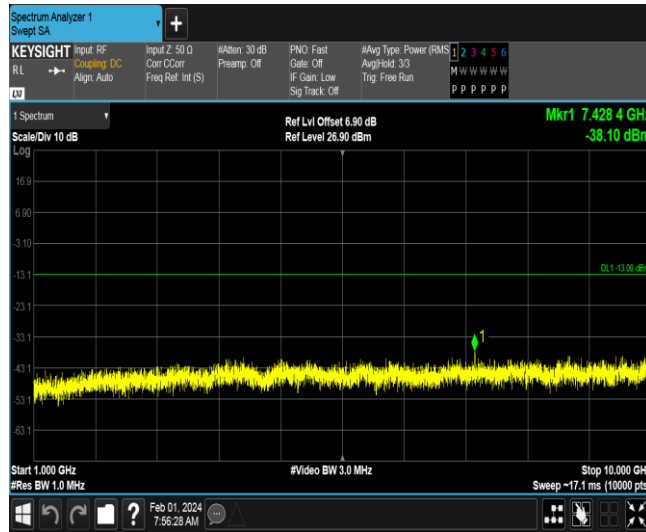 Spectrum Analyzer 1
Swept SA
+
KEYSIGHT
RL
LXI
Input: RF
Coupling: DC
Align: Auto
Input Z: 50 Ω
Corr CCorr
Freq Ref: Int (S)
#Atten: 30 dB
Preamp: Off
PNO: Fast
Gate: Off
IF Gain: Low
Sig Track: Off
#Avg Type: Power (RMS
Avg|Hold: 3/3
Trig: Free Run
1 2 3 4 5 6
M W W W W W
P P P P P P
1 Spectrum
Scale/Div 10 dB
Log
Ref Lvl Offset 6.90 dB
Ref Level 26.90 dBm
Mkr1 7.428 4 GHz
-38.10 dBm
16.9
6.90
-3.10
-13.1
-23.1
-33.1
-43.1
-53.1
-63.1
DL1 -13.00 dBm
1
Start 1.000 GHz
#Res BW 1.0 MHz
#Video BW 3.0 MHz
Stop 10.000 GHz
Sweep ~17.1 ms (10000 pts
?
Feb 01, 2024
7:56:28 AM